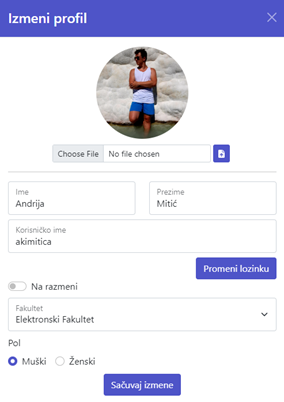 Izmeni profil
Choose File No file chosen
Ime Prezime
Andrija Mitić
Korisničko ime
akimitica
Promeni lozinku
Na razmeni
Fakultet
Elektronski Fakultet
Pol
Muški Ženski
Sačuvaj izmene